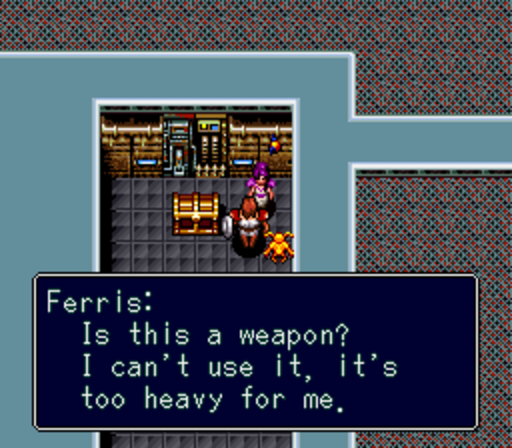 Ferris:
Is this a weapon?
I can't use it, it's
too heavy for me.